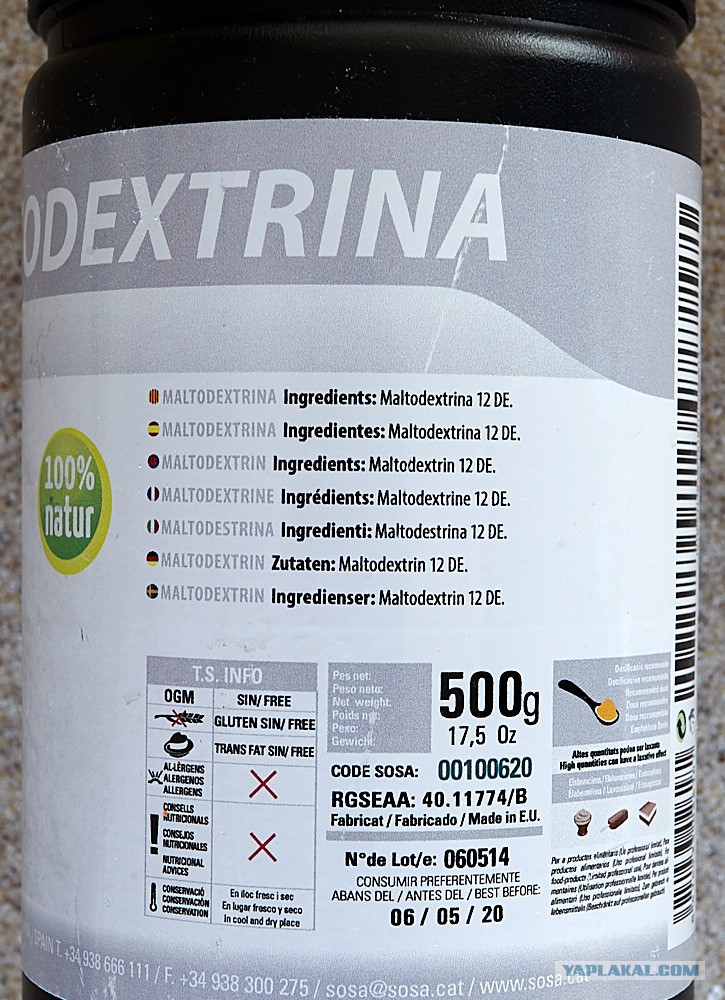 ODEXTRINA
MALTODEXTRINA Ingredients: Maltodextrina 12 DE.
MALTODEXTRINA Ingredientes: Maltodextrina 12 DE.
MALTODEXTRIN Ingredients: Maltodextrin 12 DE.
MALTODEXTRINE Ingrédients: Maltodextrine 12 DE.
MALTODESTRINA Ingredienti: Maltodestrina 12 DE.
MALTODEXTRIN Zutaten: Maltodextrin 12 DE.
MALTODEXTRIN Ingredienser: Maltodextrin 12 DE.
100%
natur
T.S. INFO
OGM SIN/ FREE
GLUTEN SIN/ FREE
TRANS FAT SIN/ FREE
AL·LÈRGENS
ALERGENOS
ALLERGENS
CONSELLS
NUTRICIONALS
CONSEJOS
NUTRICIONALES
NUTRITIONAL
ADVICES
CONSERVACIÓ
CONSERVACIÓN
CONSERVATION
En lloc fresc i sec
En lugar fresco y seco
In cool and dry place
Pes net:
Peso neto:
Net weight:
Poids net:
Peso:
Gewicht:
500g
17,5 Oz
CODE SOSA: 00100620
RGSEAA: 40.11774/B
Fabricat / Fabricado / Made in E.U.
Nº de Lot/e: 060514
CONSUMIR PREFERENTEMENTE
ABANS DEL / ANTES DEL / BEST BEFORE:
06 / 05 / 20
Altes quantitats poden ser laxants
High quantities can have a laxative effect
SPAIN T. +34 938 666 111 / F. +34 938 300 275 / sosa@sosa.cat / www.sosa.cat
YAPLAKAL.COM